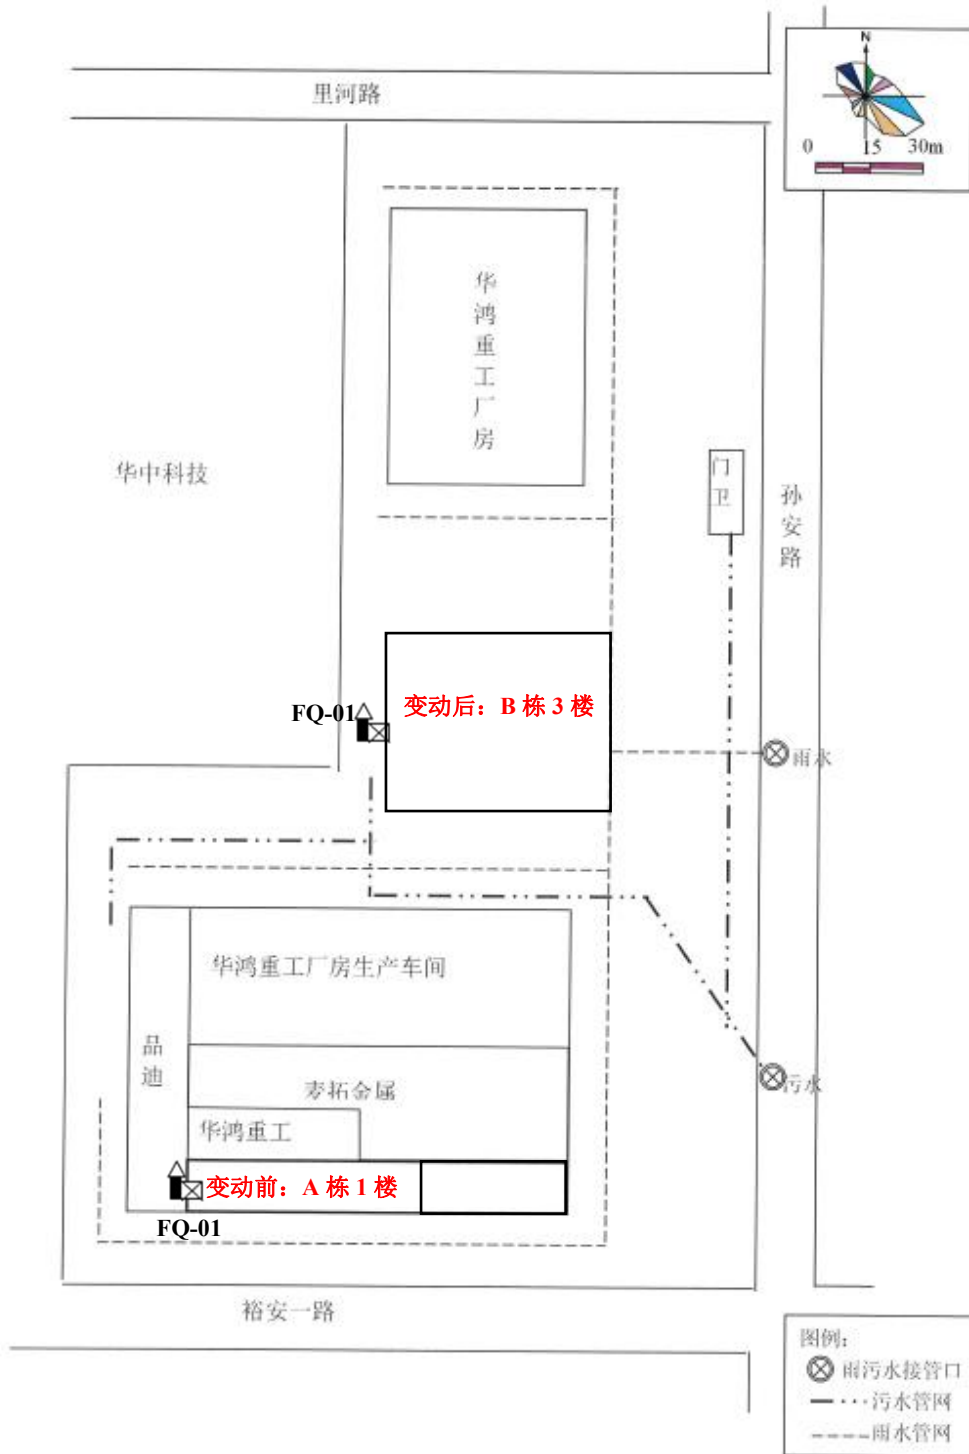 N
0 15 30m
里河路
华鸿重工厂房
华中科技
门卫
孙安路
FQ-01
变动后：B 栋 3 楼
雨水
华鸿重工厂房生产车间
品迪
麦拓金属
华鸿重工
污水
变动前：A 栋 1 楼
FQ-01
裕安一路
图例：
雨污水接管口
污水管网
雨水管网